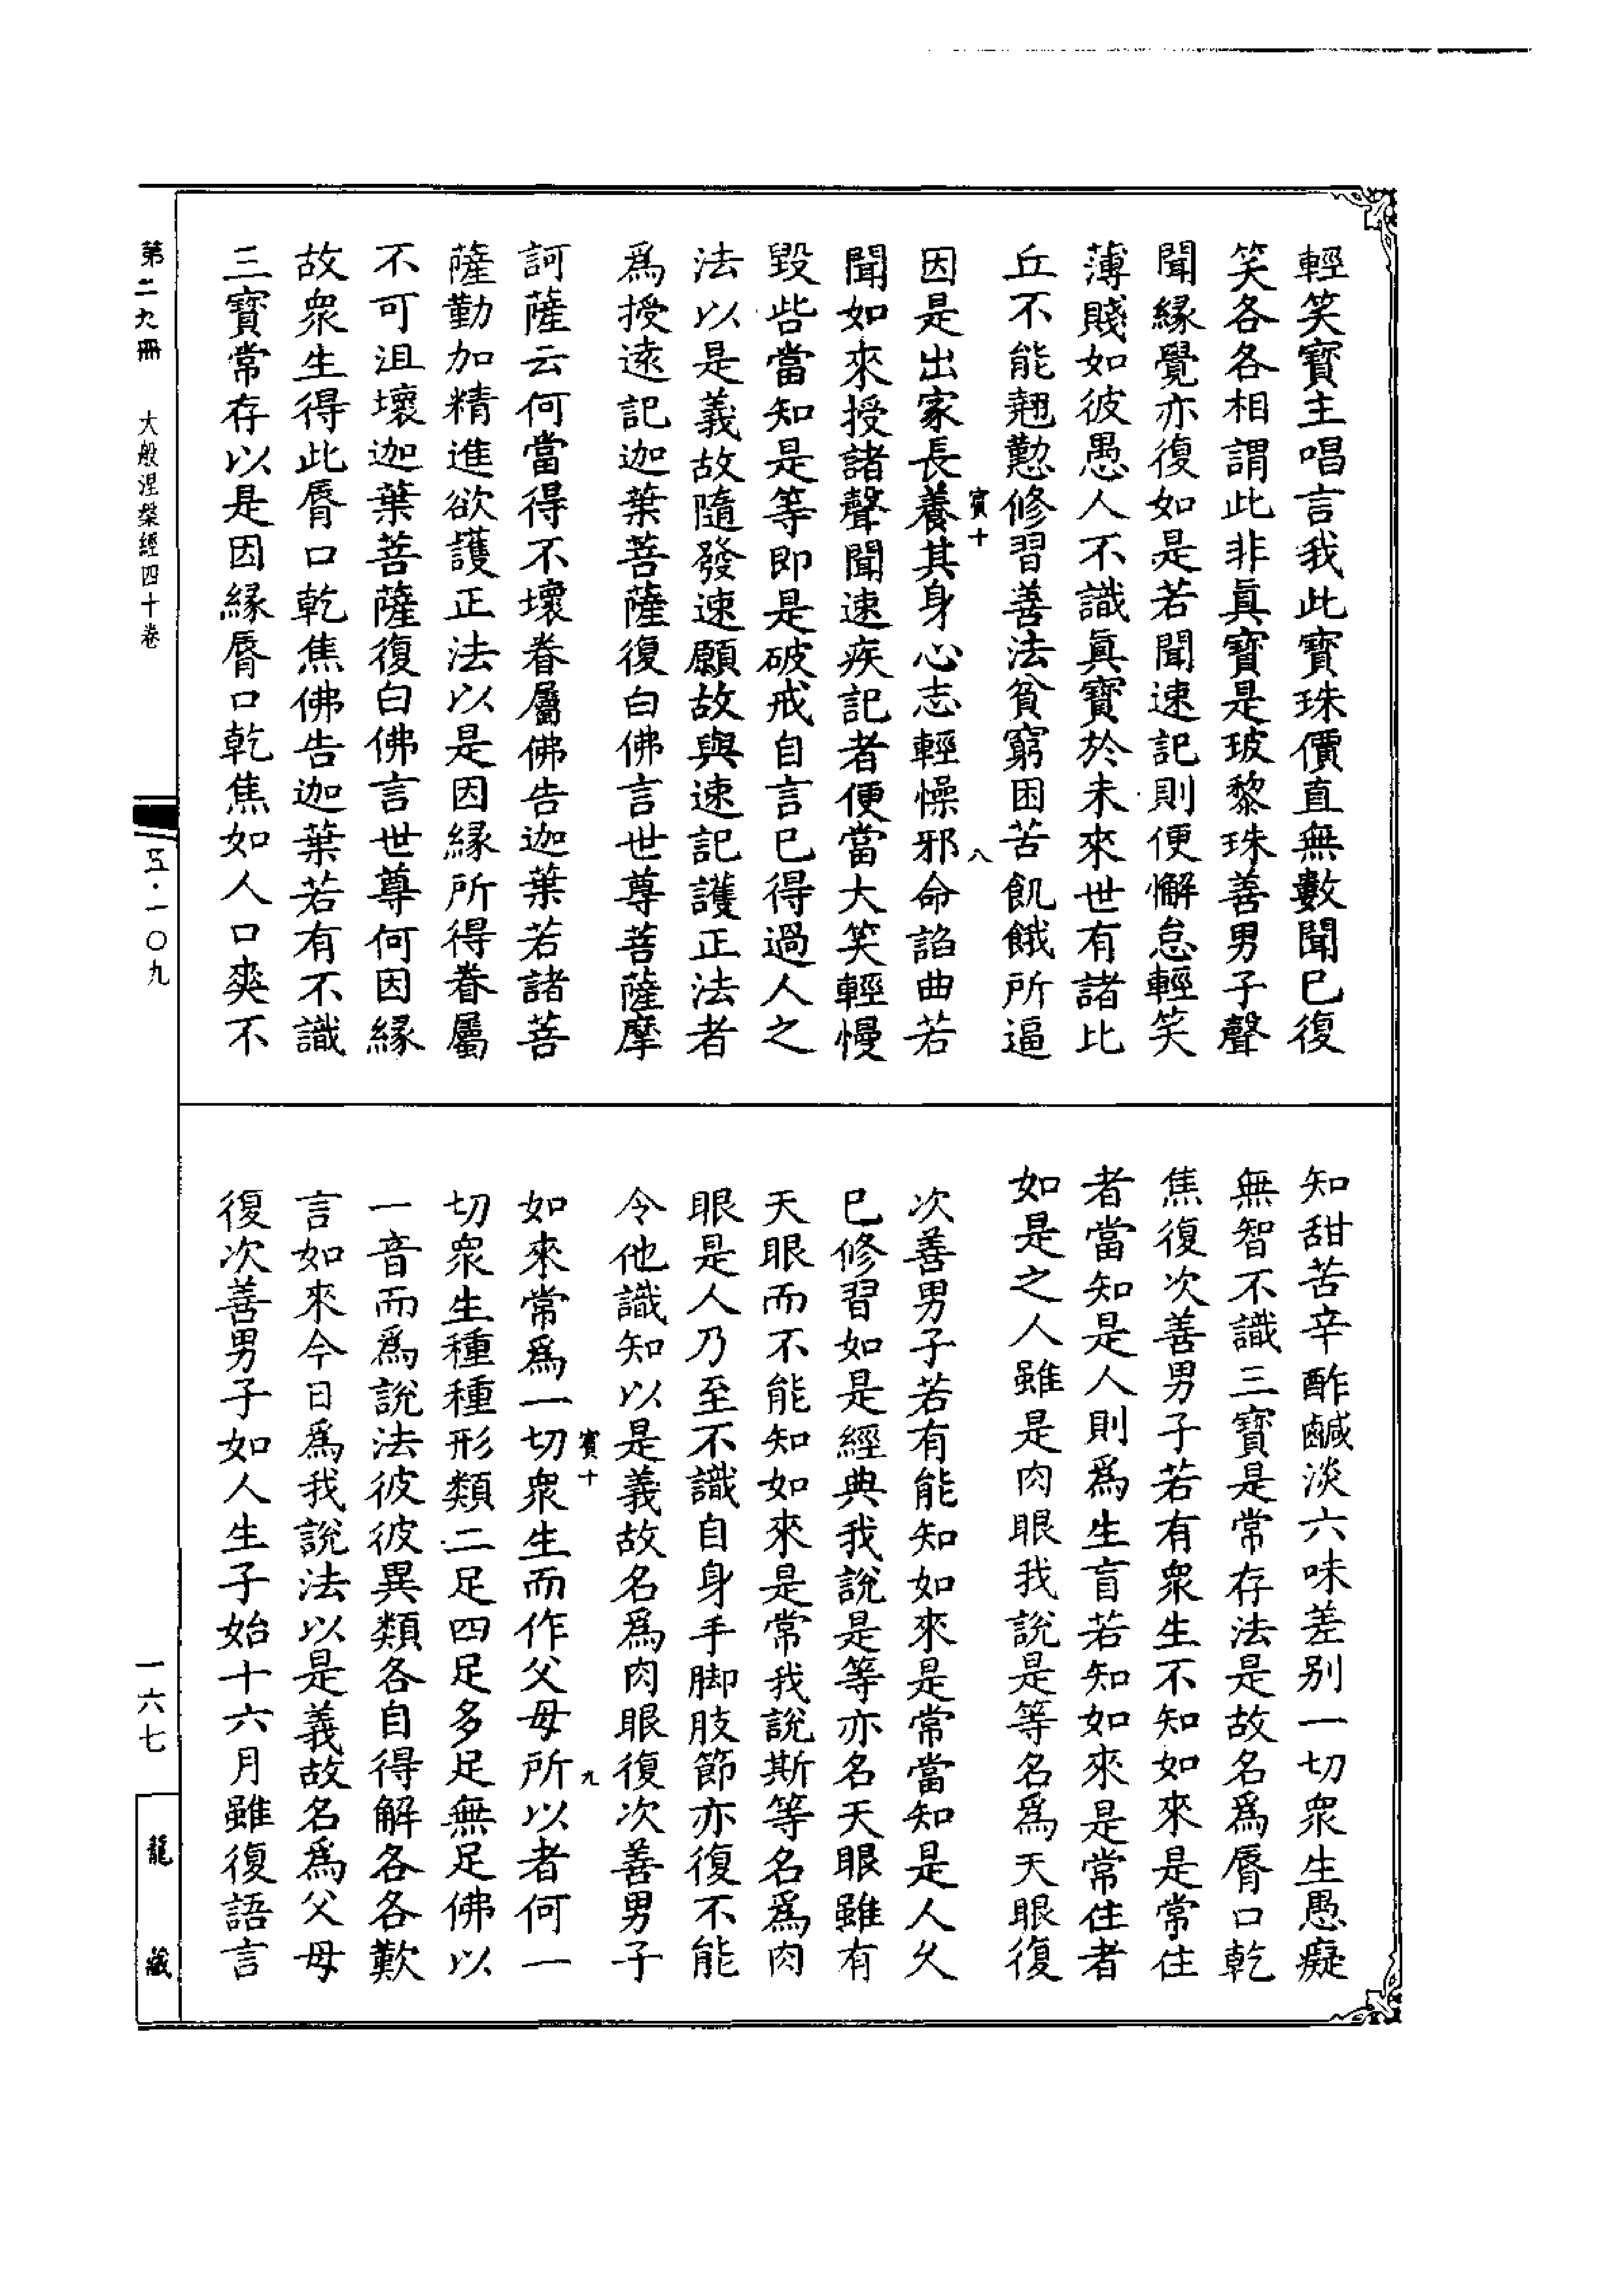 輕笑寶主唱言我此寶珠價直無數聞已復
笑各各相謂此非眞寶是玻黎珠善男子聲
聞緣覺亦復如是若聞速記則便懈怠輕笑
薄賤如彼愚人不識眞寶於未來世有諸比
丘不能翹懃修習善法貧窮困苦飢餓所逼
賓十
八
因是出家長養其身心志輕懆邪命諂曲若
聞如來授諸聲聞速疾記者便當大笑輕慢
毀呰當知是等即是破戒自言已得過人之
法以是義故隨發速願故與速記護正法者
爲授遠記迦葉菩薩復白佛言世尊菩薩摩
訶薩云何當得不壞眷屬佛告迦葉若諸菩
薩勤加精進欲護正法以是因緣所得眷屬
不可沮壞迦葉菩薩復白佛言世尊何因緣
故衆生得此脣口乾焦佛告迦葉若有不識
三寶常存以是因緣脣口乾焦如人口爽不
知甜苦辛酢鹹淡六味差别一切衆生愚癡
無智不識三寶是常存法是故名爲脣口乾
焦復次善男子若有衆生不知如來是常住
者當知是人則爲生盲若知如來是常住者
如是之人雖是肉眼我說是等名爲天眼復
次善男子若有能知如來是常當知是人久
已修習如是經典我說是等亦名天眼雖有
天眼而不能知如來是常我說斯等名爲肉
眼是人乃至不識自身手脚肢節亦復不能
令他識知以是義故名爲肉眼復次善男子
賓十
九
如來常爲一切衆生而作父母所以者何一
切衆生種種形類二足四足多足無足佛以
一音而爲說法彼彼異類各自得解各各歎
言如來今日爲我說法以是義故名爲父母
復次善男子如人生子始十六月雖復語言
第二九冊
大般涅槃經四十卷
五·一〇九
一六七
龍藏